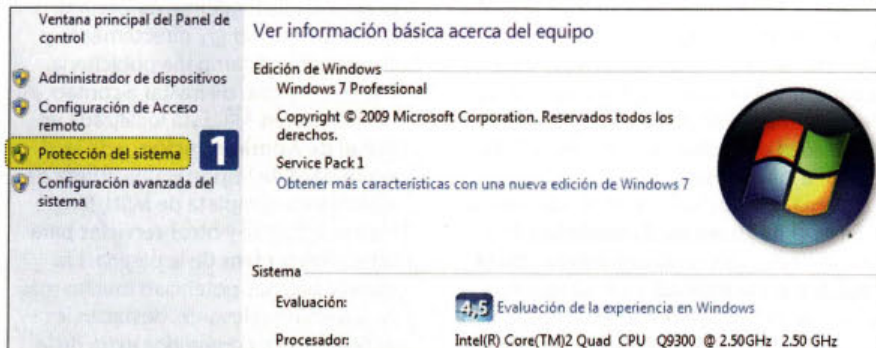 Ventana principal del Panel de
control
Administrador de dispositivos
Configuración de Acceso
remoto
Protección del sistema
1
Configuración avanzada del
sistema
Ver información básica acerca del equipo
Edición de Windows
Windows 7 Professional
Copyright © 2009 Microsoft Corporation. Reservados todos los
derechos.
Service Pack 1
Obtener más características con una nueva edición de Windows 7
Sistema
Evaluación:
4,5 Evaluación de la experiencia en Windows
Procesador:
Intel(R) Core(TM)2 Quad CPU Q9300 @ 2.50GHz 2.50 GHz